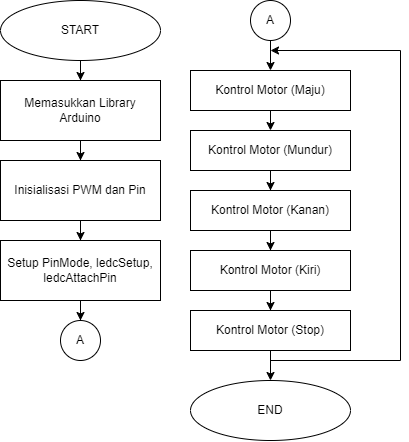 START
Memasukkan Library
Arduino
Inisialisasi PWM dan Pin
Setup PinMode, ledcSetup,
ledcAttachPin
A
A
Kontrol Motor (Maju)
Kontrol Motor (Mundur)
Kontrol Motor (Kanan)
Kontrol Motor (Kiri)
Kontrol Motor (Stop)
END